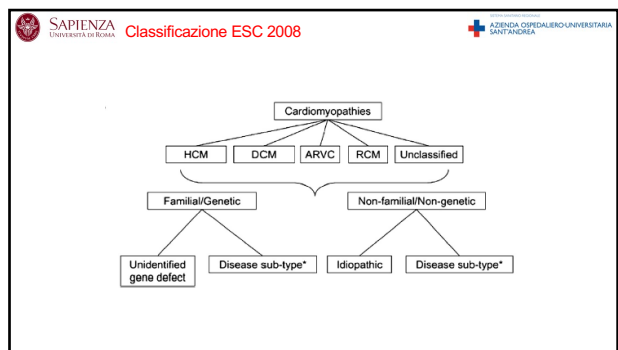 SAPIENZA
UNIVERSITÀ DI ROMA
Classificazione ESC 2008
AZIENDA OSPEDALIERO-UNIVERSITARIA
SANT'ANDREA
Cardiomyopathies
HCM DCM ARVC RCM Unclassified
Familial/Genetic Non-familial/Non-genetic
Unidentified
gene defect
Disease sub-type* Idiopathic Disease sub-type*